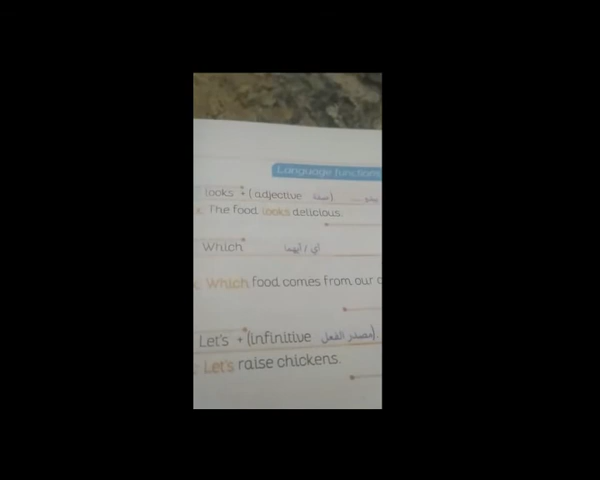 Language functions
looks + (adjective صفة) .... يبدو
The food looks delicious.
Which أي / أيهما
Which food comes from our
Let's + (infinitive مصدر الفعل).
Let's raise chickens.